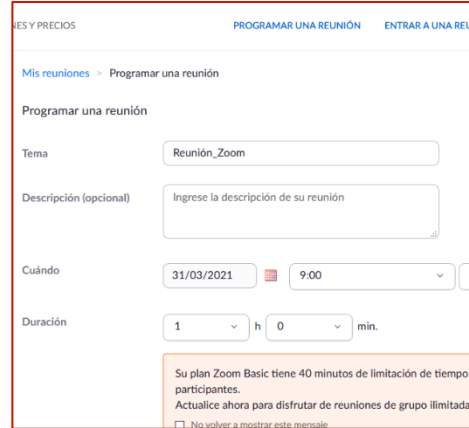 ES Y PRECIOS PROGRAMAR UNA REUNIÓN ENTRAR A UNA REU
Mis reuniones > Programar una reunión
Programar una reunión
Tema Reunión_Zoom
Descripción (opcional) Ingrese la descripción de su reunión
Cuándo 31/03/2021 9:00
Duración 1 h 0 min.
Su plan Zoom Basic tiene 40 minutos de limitación de tiempo
participantes.
Actualice ahora para disfrutar de reuniones de grupo ilimitada
No volver a mostrar este mensaje